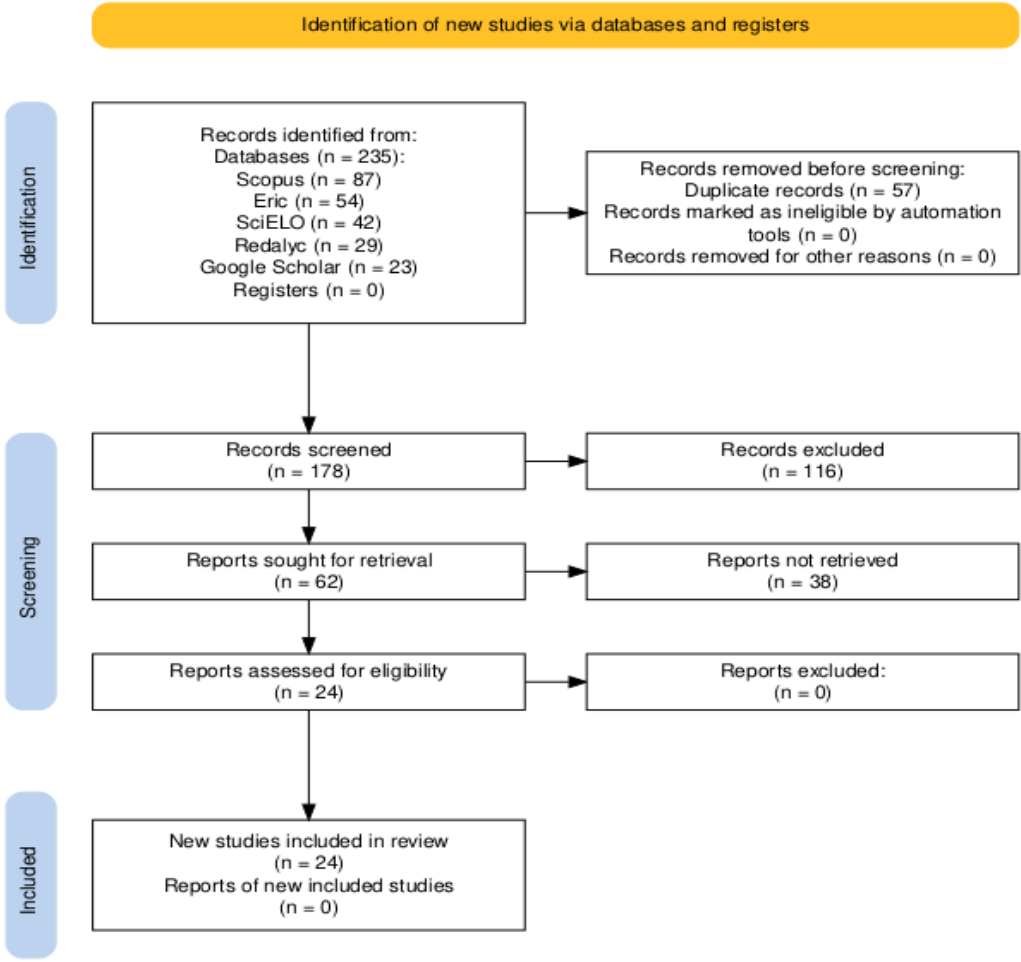 Identification of new studies via databases and registers
Identification
Records identified from:
Databases (n = 235):
Scopus (n = 87)
Eric (n = 54)
SciELO (n = 42)
Redalyc (n = 29)
Google Scholar (n = 23)
Registers (n = 0)
Records removed before screening:
Duplicate records (n = 57)
Records marked as ineligible by automation
tools (n = 0)
Records removed for other reasons (n = 0)
Screening
Records screened
(n = 178)
Records excluded
(n = 116)
Reports sought for retrieval
(n = 62)
Reports not retrieved
(n = 38)
Reports assessed for eligibility
(n = 24)
Reports excluded:
(n = 0)
Included
New studies included in review
(n = 24)
Reports of new included studies
(n = 0)